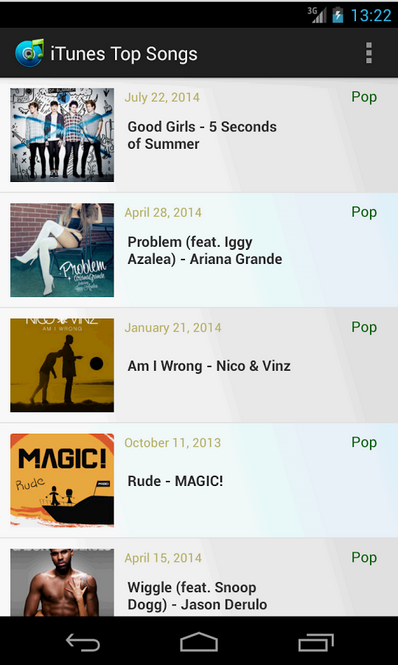 3G
13:22
iTunes Top Songs
July 22, 2014
Pop
Good Girls - 5 Seconds
of Summer
April 28, 2014
Pop
Problem (feat. Iggy
Azalea) - Ariana Grande
Problem
January 21, 2014
Pop
Am I Wrong - Nico & Vinz
NICO & VINZ
AM I WRONG
October 11, 2013
Pop
Rude - MAGIC!
MAGIC!
Rude
April 15, 2014
Pop
Wiggle (feat. Snoop
Dogg) - Jason Derulo